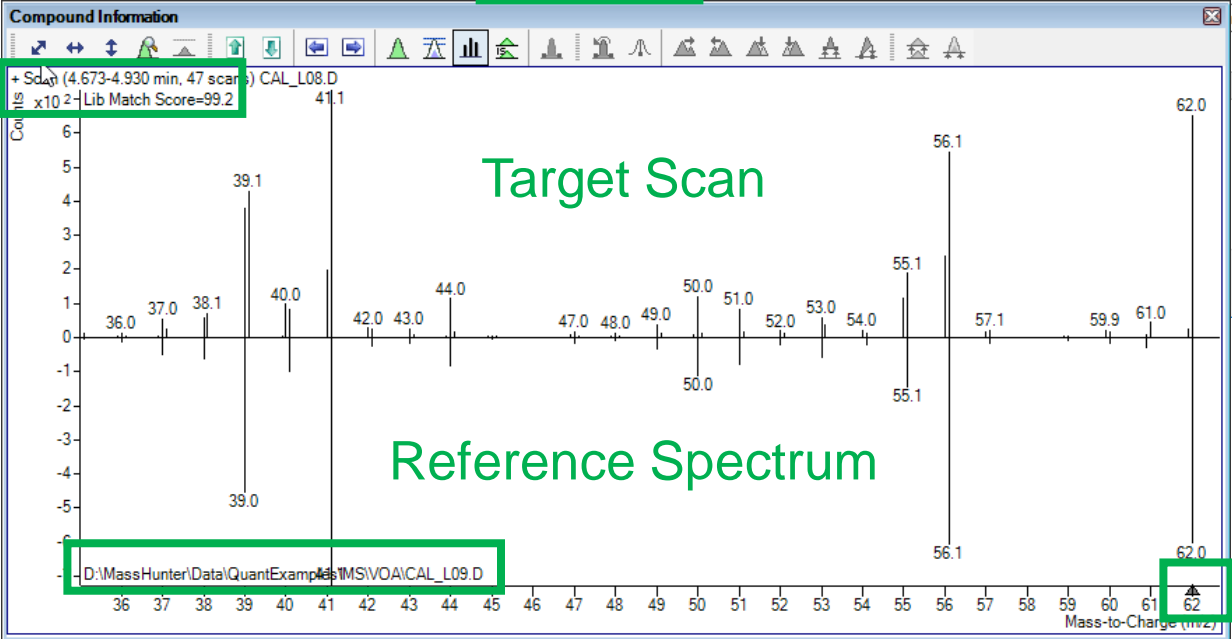 Compound Information
+ Scan (4.673-4.930 min, 47 scans) CAL_L08.D
Counts
x10 2
Lib Match Score=99.2
41.1
62.0
6
56.1
5
Target Scan
39.1
4
3
2
55.1
44.0
50.0
40.0
51.0
1
36.0 37.0 38.1 42.0 43.0 47.0 48.0 49.0 52.0 53.0 54.0 57.1 59.9 61.0
0
-1
50.0
55.1
-2
-3
Reference Spectrum
-4
39.0
-5
56.1
62.0
-6
-7
D:\MassHunter\Data\QuantExamples\MS\VOA\CAL_L09.D
41.1
36 37 38 39 40 41 42 43 44 45 46 47 48 49 50 51 52 53 54 55 56 57 58 59 60 61 62
Mass-to-Charge (m/z)